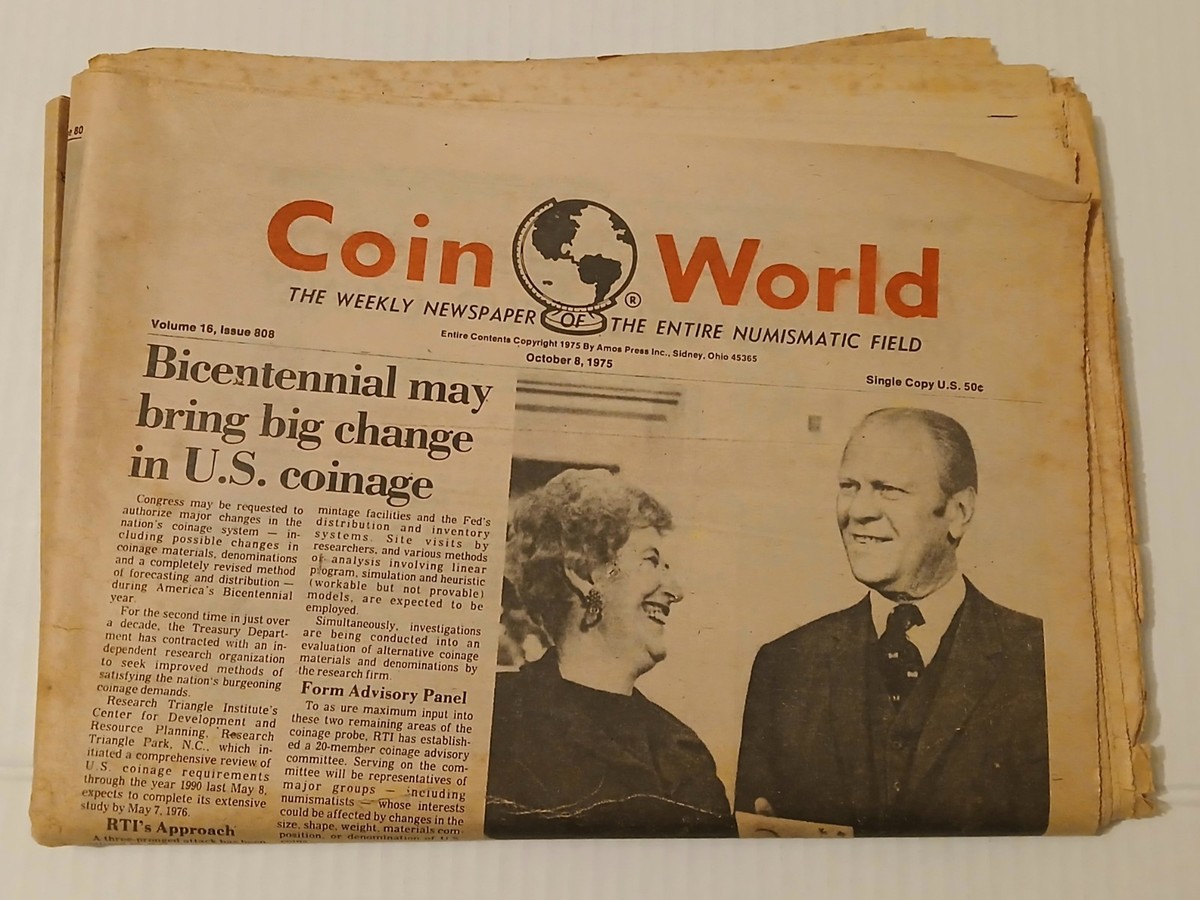 e 80
Coin World
®
THE WEEKLY NEWSPAPER OF THE ENTIRE NUMISMATIC FIELD
Volume 16, Issue 808
Entire Contents Copyright 1975 By Amos Press Inc., Sidney, Ohio 45365
October 8, 1975
Single Copy U.S. 50¢
Bicentennial may
bring big change
in U.S. coinage
Congress may be requested to
authorize major changes in the
nation's coinage system — in-
cluding possible changes in
coinage materials, denominations
and a completely revised method
of forecasting and distribution —
during America's Bicentennial
year.
For the second time in just over
a decade, the Treasury Depart-
ment has contracted with an in-
dependent research organization
to seek improved methods of
satisfying the nation's burgeoning
coinage demands.
Research Triangle Institute's
Center for Development and
Resource Planning, Research
Triangle Park, N.C., which in-
itiated a comprehensive review of
U.S. coinage requirements
through the year 1990 last May 8,
expects to complete its extensive
study by May 7, 1976.
RTI's Approach
A three-pronged attack has been
mintage facilities and the Fed's
distribution and inventory
systems. Site visits by
researchers, and various methods
of analysis involving linear
program, simulation and heuristic
(workable but not provable)
models, are expected to be
employed.
Simultaneously, investigations
are being conducted into an
evaluation of alternative coinage
materials and denominations by
the research firm.
Form Advisory Panel
To as ure maximum input into
these two remaining areas of the
coinage probe, RTI has establish-
ed a 20-member coinage advisory
committee. Serving on the com-
mittee will be representatives of
major groups — including
numismatists — whose interests
could be affected by changes in the
size, shape, weight, materials com-
position, or denomination of U.S.